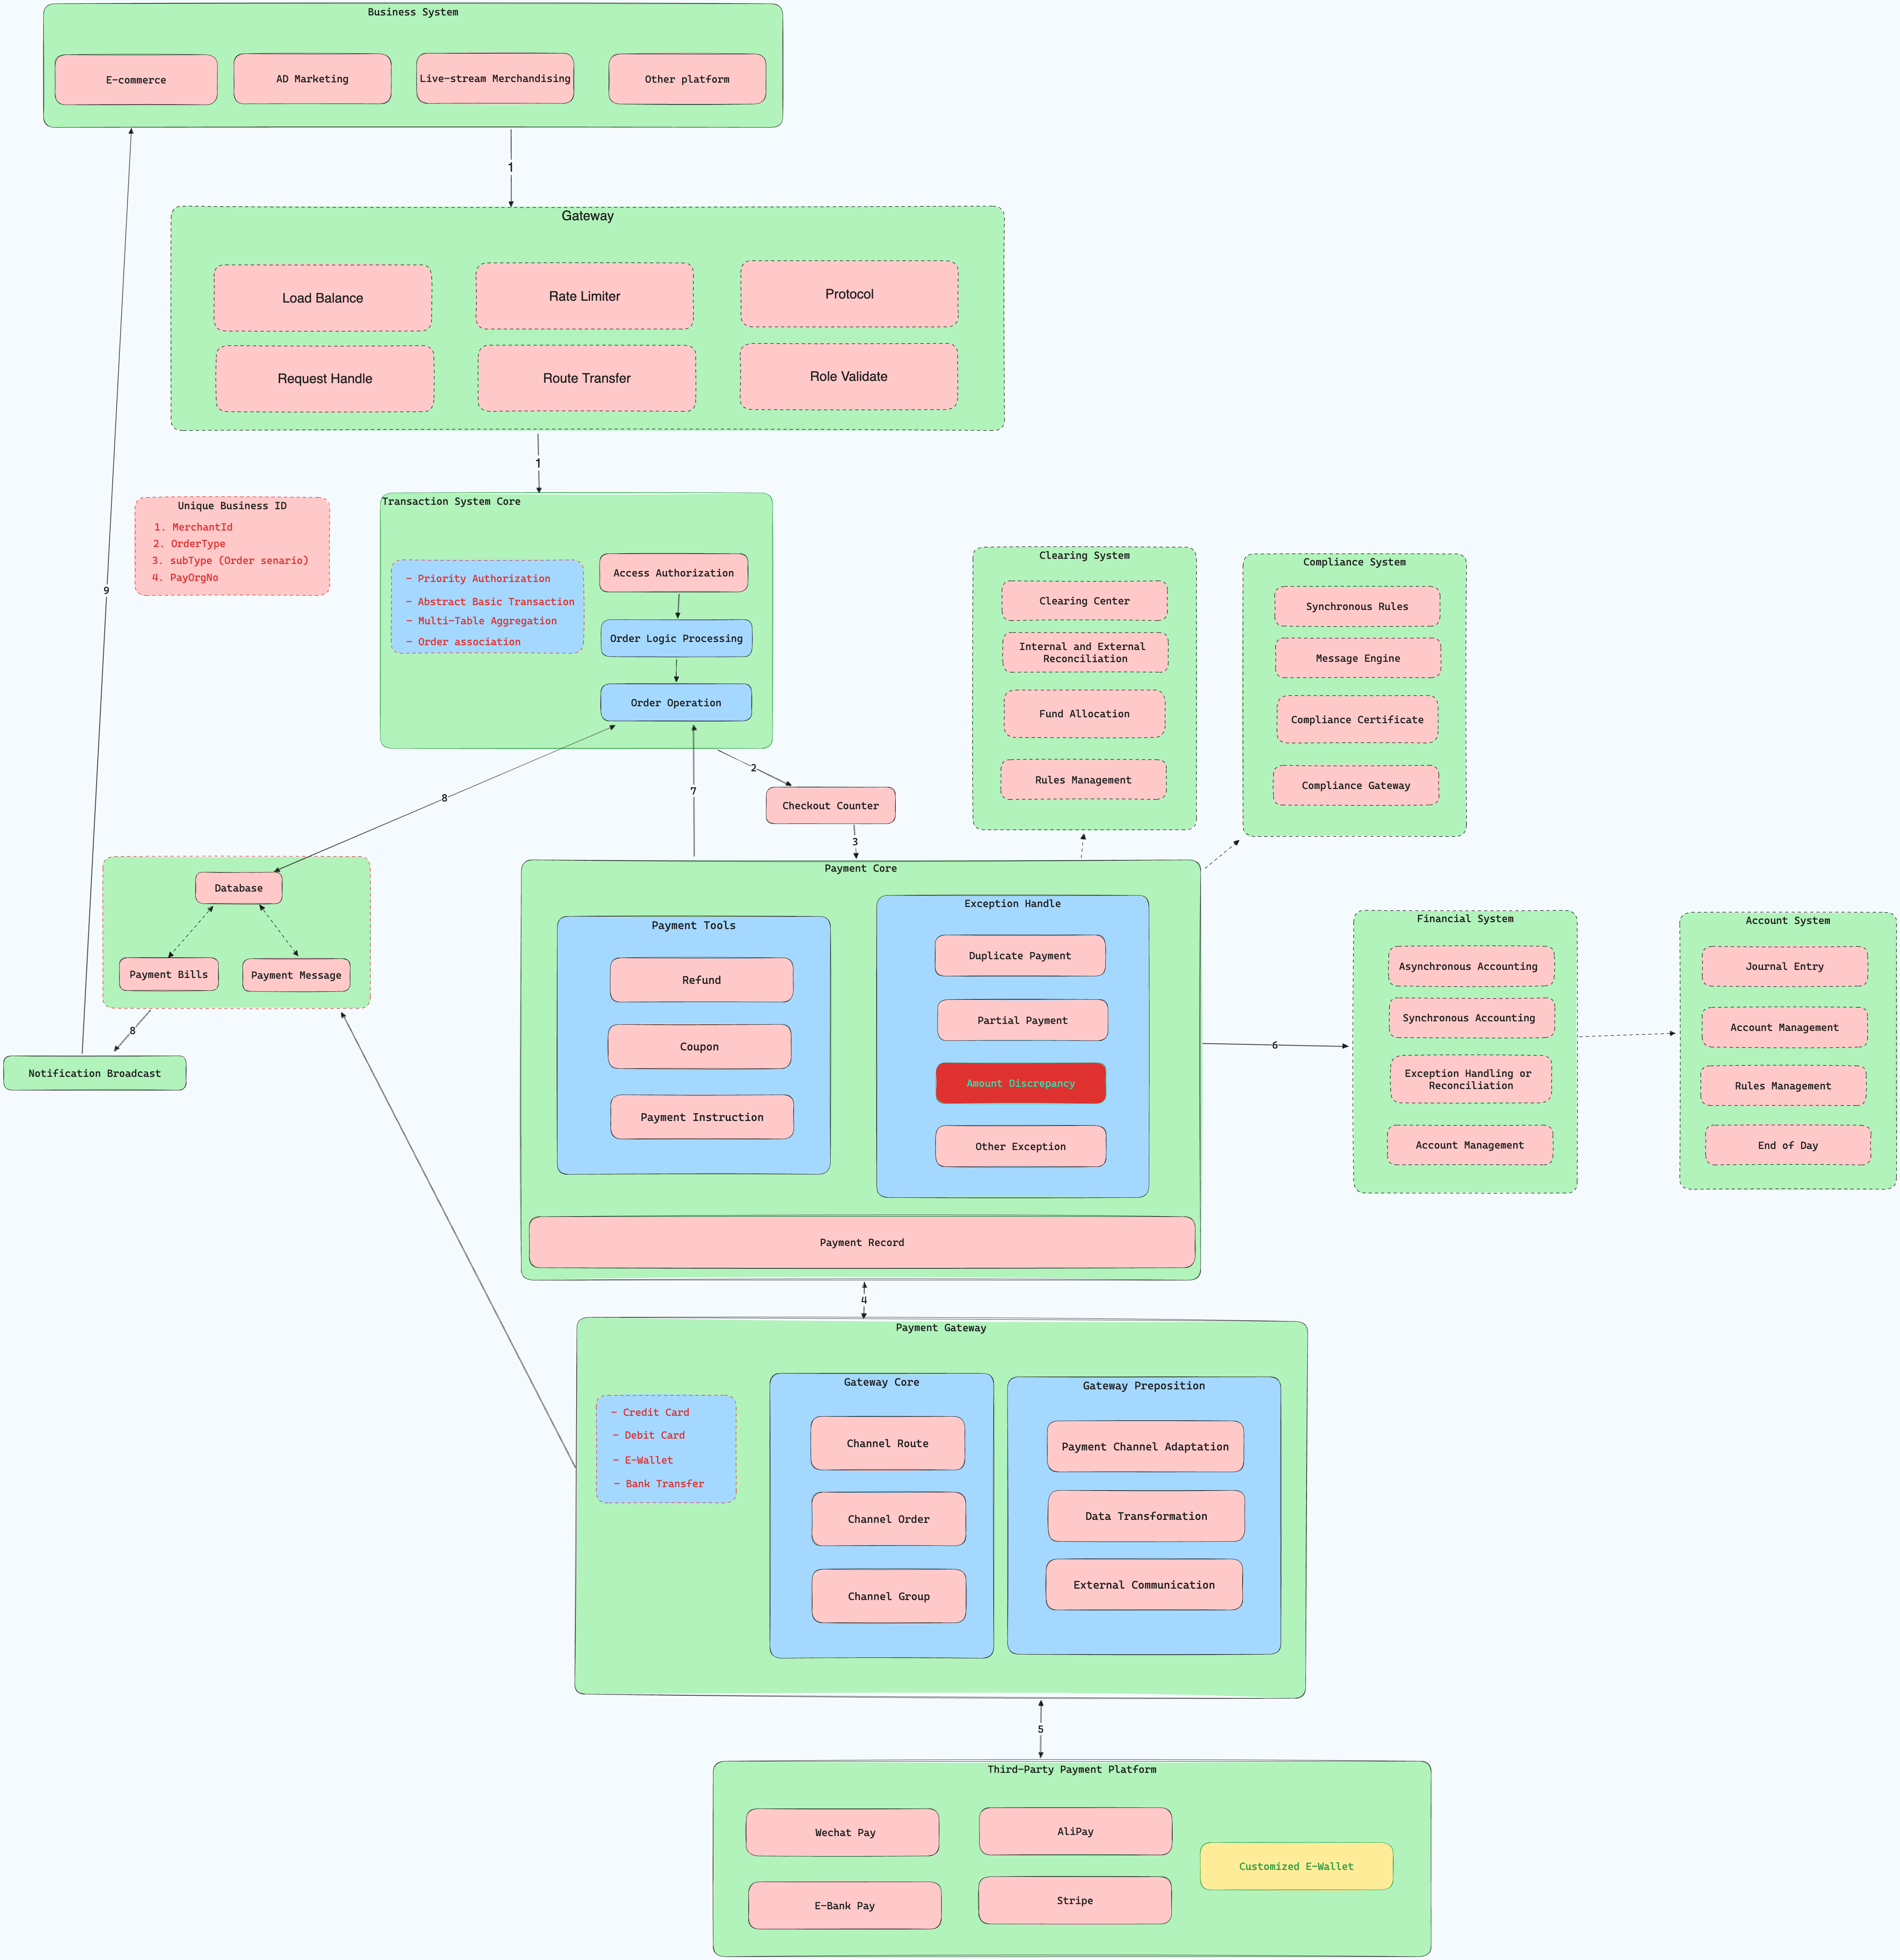 Business System
E-commerce
AD Marketing
Live-stream Merchandising
Other platform
1
Gateway
Load Balance
Rate Limiter
Protocol
Request Handle
Route Transfer
Role Validate
1
Transaction System Core
Unique Business ID
1. MerchantId
2. OrderType
3. subType (Order senario)
4. PayOrgNo
- Priority Authorization
- Abstract Basic Transaction
- Multi-Table Aggregation
- Order association
Access Authorization
Order Logic Processing
Order Operation
9
Clearing System
Clearing Center
Internal and External
Reconciliation
Fund Allocation
Rules Management
Compliance System
Synchronous Rules
Message Engine
Compliance Certificate
Compliance Gateway
2
8
7
Checkout Counter
3
Database
Payment Bills
Payment Message
8
Notification Broadcast
Payment Core
Payment Tools
Refund
Coupon
Payment Instruction
Exception Handle
Duplicate Payment
Partial Payment
Amount Discrepancy
Other Exception
Payment Record
6
Financial System
Asynchronous Accounting
Synchronous Accounting
Exception Handling or
Reconciliation
Account Management
Account System
Journal Entry
Account Management
Rules Management
End of Day
4
Payment Gateway
- Credit Card
- Debit Card
- E-Wallet
- Bank Transfer
Gateway Core
Channel Route
Channel Order
Channel Group
Gateway Preposition
Payment Channel Adaptation
Data Transformation
External Communication
5
Third-Party Payment Platform
Wechat Pay
AliPay
Customized E-Wallet
E-Bank Pay
Stripe